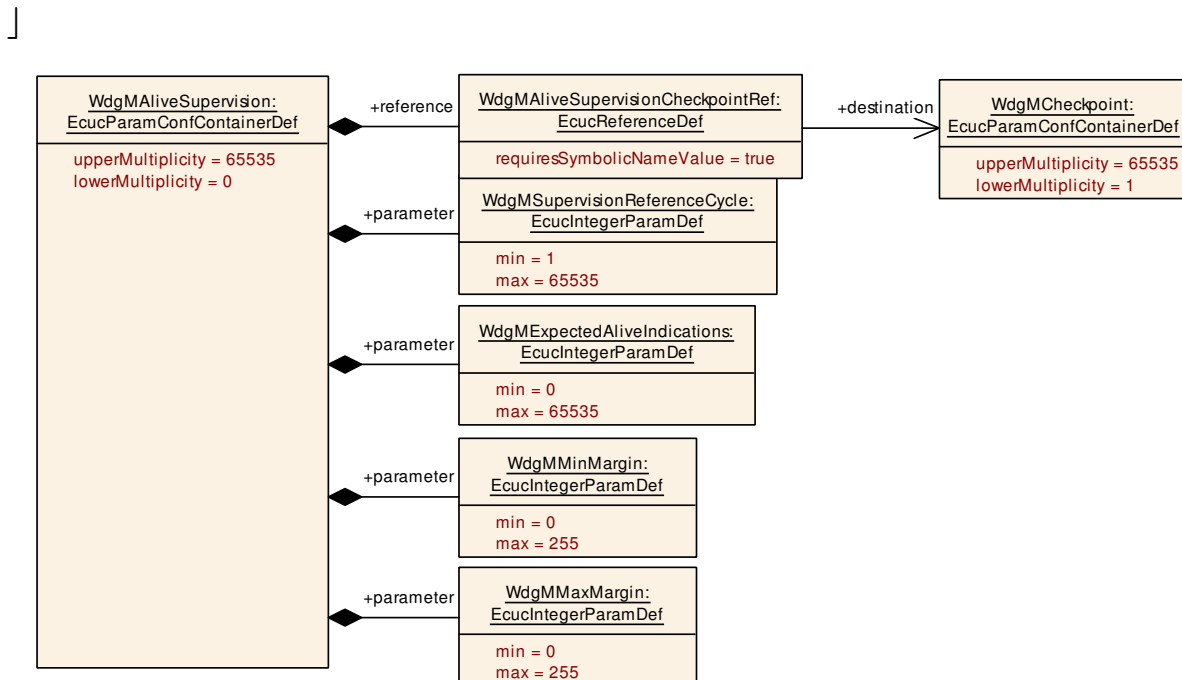 ⌋
WdgMAliveSupervision:
EcucParamConfContainerDef
upperMultiplicity = 65535
lowerMultiplicity = 0
+reference
WdgMAliveSupervisionCheckpointRef:
EcucReferenceDef
requiresSymbolicNameValue = true
+destination
WdgMCheckpoint:
EcucParamConfContainerDef
upperMultiplicity = 65535
lowerMultiplicity = 1
+parameter
WdgMSupervisionReferenceCycle:
EcucIntegerParamDef
min = 1
max = 65535
+parameter
WdgMExpectedAliveIndications:
EcucIntegerParamDef
min = 0
max = 65535
+parameter
WdgMMinMargin:
EcucIntegerParamDef
min = 0
max = 255
+parameter
WdgMMaxMargin:
EcucIntegerParamDef
min = 0
max = 255